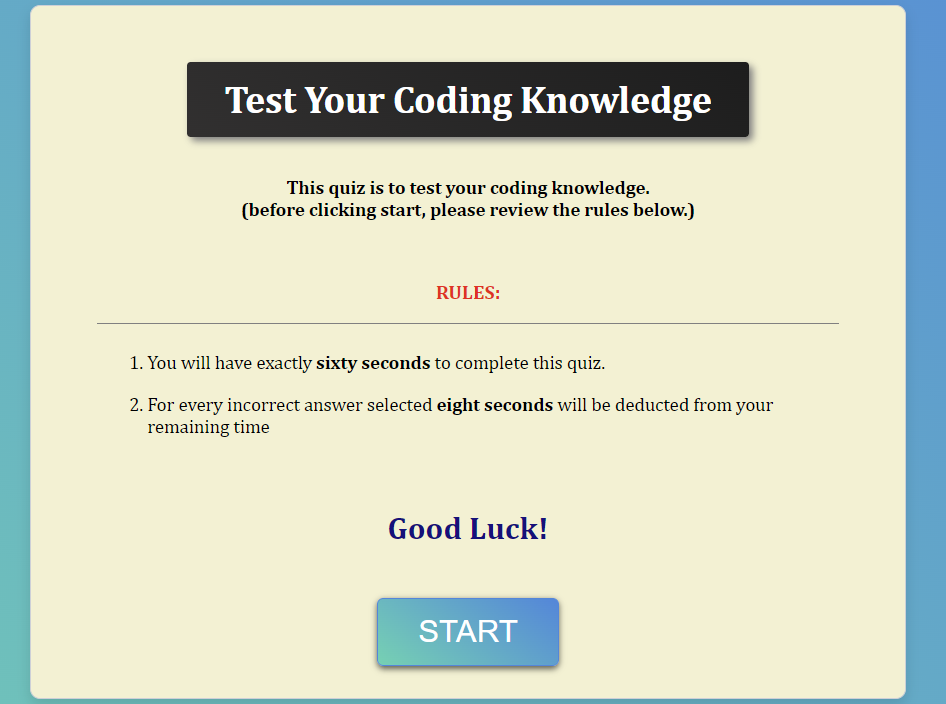 Test Your Coding Knowledge
This quiz is to test your coding knowledge.
(before clicking start, please review the rules below.)
RULES:
1. You will have exactly sixty seconds to complete this quiz.
2. For every incorrect answer selected eight seconds will be deducted from your
remaining time
Good Luck!
START